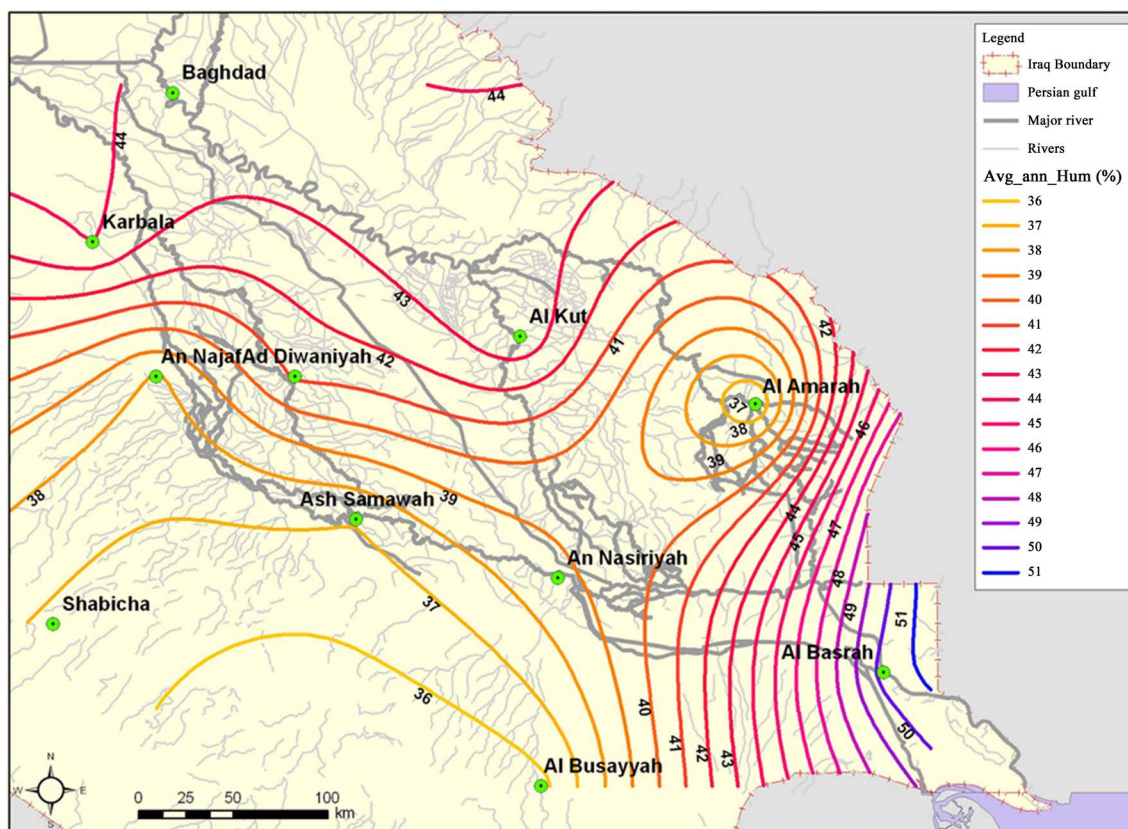 Baghdad
44
44
Karbala
43
Al Kut
41
42
42
An NajafAd Diwaniyah
Al Amarah
37
38
39
46
38
39
Ash Samawah
44
45
47
An Nasiriyah
48
37
49
51
Shabicha
Al Basrah
36
40
50
41
42
43
Al Busayyah
N
W E
S
0 25 50 100
km
Legend
Iraq Boundary
Persian gulf
Major river
Rivers
Avg_ann_Hum (%)
36
37
38
39
40
41
42
43
44
45
46
47
48
49
50
51